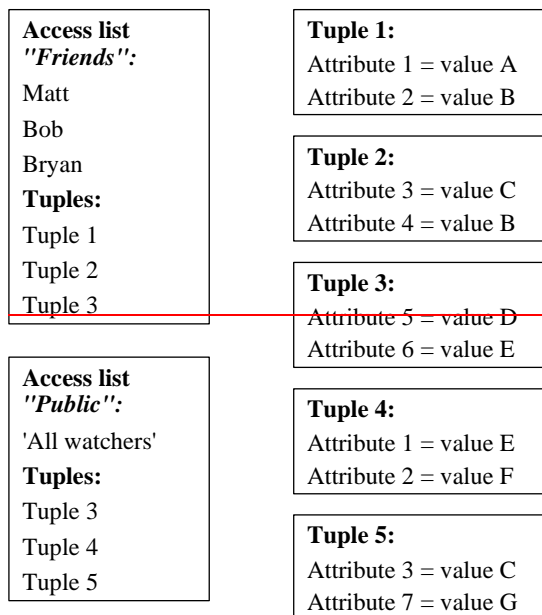 Access list
"Friends":
Matt
Bob
Bryan
Tuples:
Tuple 1
Tuple 2
Tuple 3
Access list
"Public":
'All watchers'
Tuples:
Tuple 3
Tuple 4
Tuple 5
Tuple 1:
Attribute 1 = value A
Attribute 2 = value B
Tuple 2:
Attribute 3 = value C
Attribute 4 = value B
Tuple 3:
Attribute 5 = value D
Attribute 6 = value E
Tuple 4:
Attribute 1 = value E
Attribute 2 = value F
Tuple 5:
Attribute 3 = value C
Attribute 7 = value G